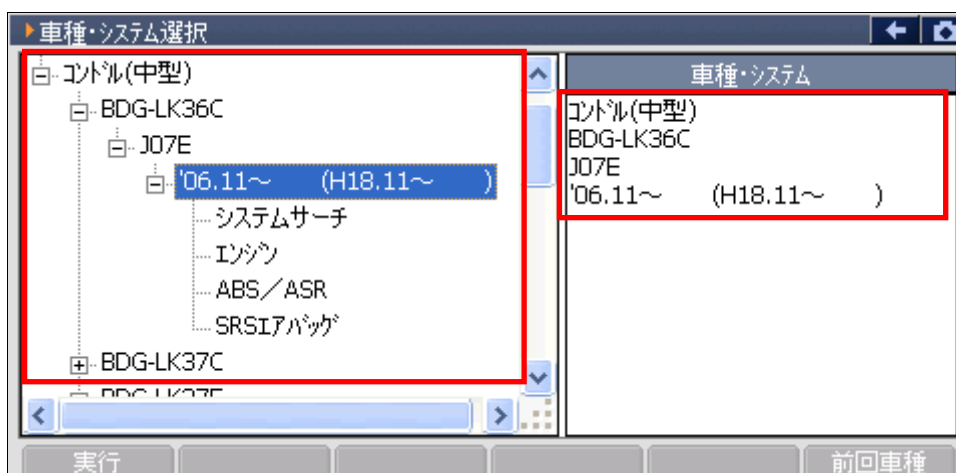 車種・システム選択
コンドル(中型)
BDG-LK36C
J07E
'06.11～ (H18.11～ )
システムサーチ
エンジン
ABS／ASR
SRSエアバッグ
BDG-LK37C
車種・システム
コンドル(中型)
BDG-LK36C
J07E
'06.11～ (H18.11～ )
実行
前回車種